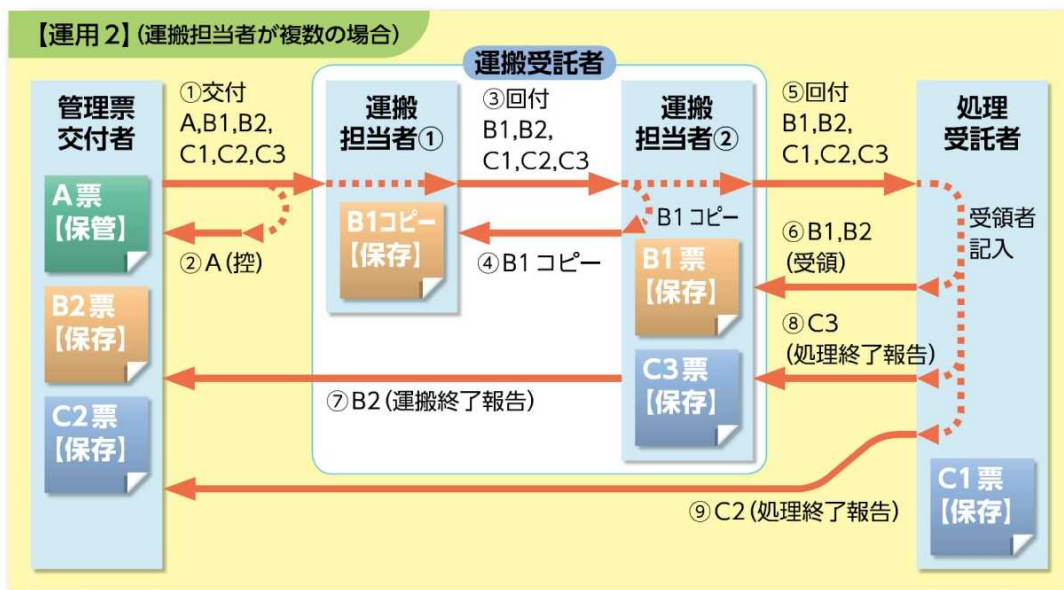 【運用2】(運搬担当者が複数の場合)
運搬受託者
管理票
交付者
①交付
A,B1,B2,
C1,C2,C3
運搬
担当者①
③回付
B1,B2,
C1,C2,C3
運搬
担当者②
⑤回付
B1,B2,
C1,C2,C3
処理
受託者
A票
【保管】
②A(控)
B1コピー
【保存】
④B1コピー
B1コピー
B1票
【保存】
⑥B1,B2
(受領)
受領者
記入
B2票
【保存】
⑧C3
(処理終了報告)
C3票
【保存】
⑦B2(運搬終了報告)
C2票
【保存】
⑨C2(処理終了報告)
C1票
【保存】